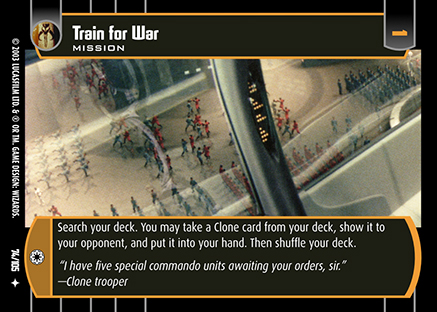 Train for War
MISSION
1
Search your deck. You may take a Clone card from your deck, show it to
your opponent, and put it into your hand. Then shuffle your deck.
"I have five special commando units awaiting your orders, sir."
—Clone trooper
© 2003 LUCASFILM LTD. & ® OR TM. GAME DESIGN: WIZARDS.
74/105